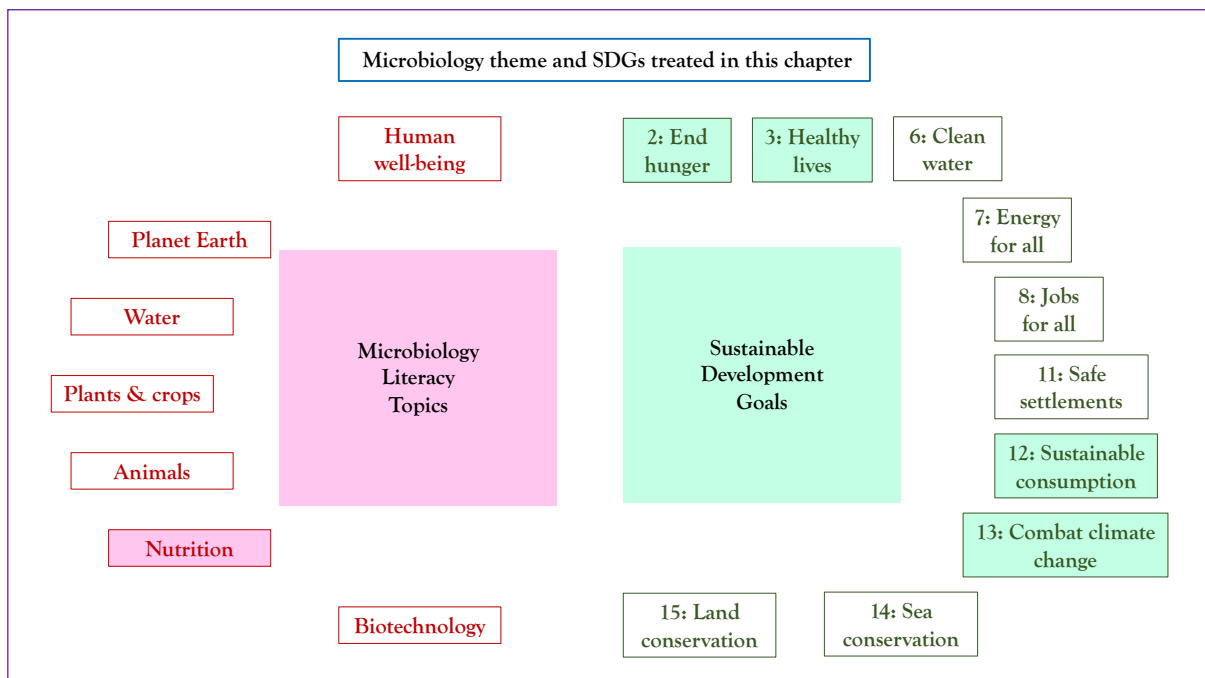 Microbiology theme and SDGs treated in this chapter
Human
well-being
2: End
hunger
3: Healthy
lives
6: Clean
water
Planet Earth
7: Energy
for all
Water
8: Jobs
for all
Microbiology
Literacy
Topics
Sustainable
Development
Goals
Plants & crops
11: Safe
settlements
Animals
12: Sustainable
consumption
Nutrition
13: Combat climate
change
Biotechnology
15: Land
conservation
14: Sea
conservation